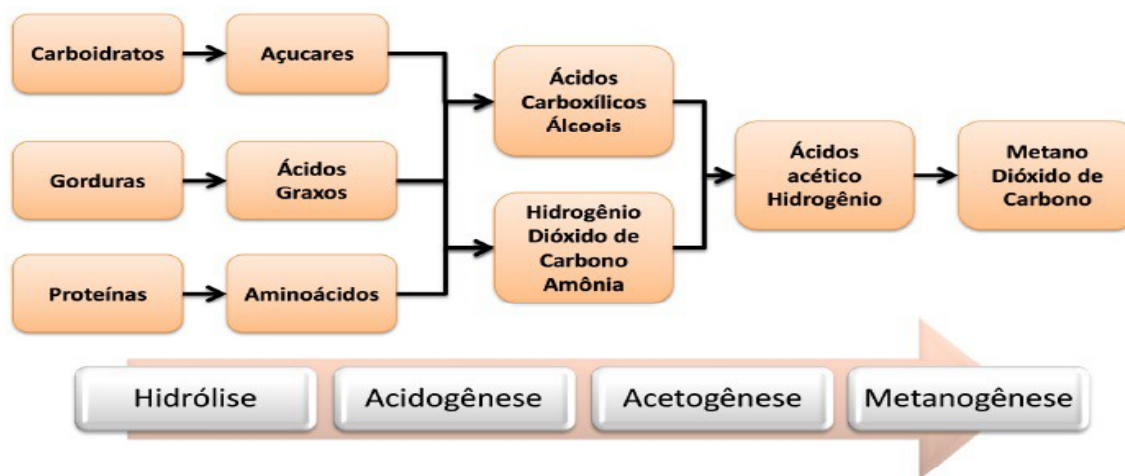 Carboidratos
Açucares
Gorduras
Ácidos
Graxos
Proteínas
Aminoácidos
Ácidos
Carboxílicos
Álcoois
Hidrogênio
Dióxido de
Carbono
Amônia
Ácidos
acético
Hidrogênio
Metano
Dióxido de
Carbono
Hidrólise
Acidogênese
Acetogênese
Metanogênese